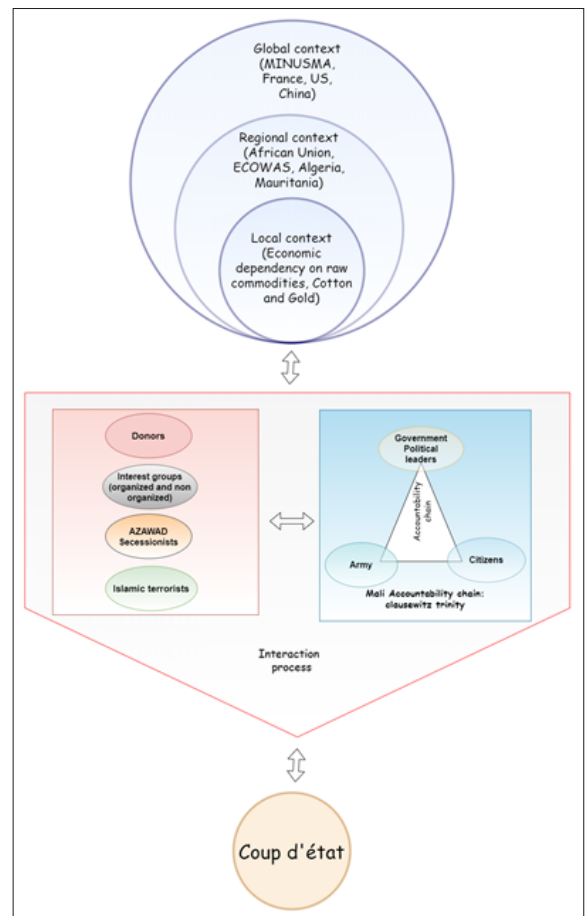 Global context
(MINUSMA,
France, US,
China)
Regional context
(African Union,
ECOWAS, Algeria,
Mauritania)
Local context
(Economic
dependency on raw
commodities, Cotton
and Gold)
Donors
Interest groups
(organized and non
organized)
AZAWAD
Secessionists
Islamic terrorists
Government
Political
leaders
Accountability
chain
Army
Citizens
Mali Accountability chain:
clausewitz trinity
Interaction
process
Coup d'état